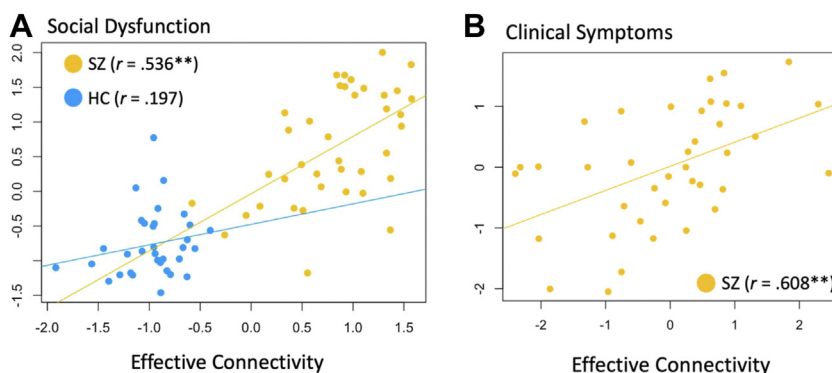 A Social Dysfunction
SZ (r = .536**)
HC (r = .197)
2.0
1.5
1.0
0.5
0.0
-0.5
-1.5
-2.0 -1.5 -1.0 -0.5 0.0 0.5 1.0 1.5
Effective Connectivity
B Clinical Symptoms
1
0
-1
-2
SZ (r = .608**)
-2 -1 0 1 2
Effective Connectivity